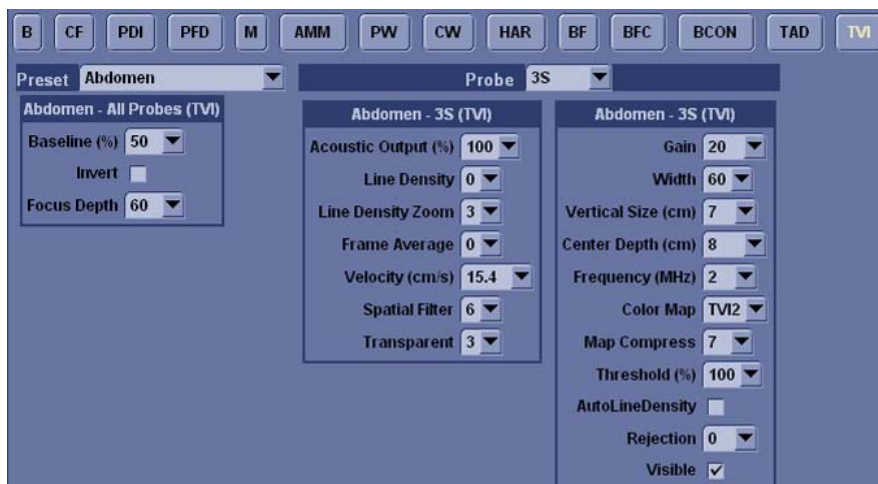 B CF PDI PFD M AMM PW CW HAR BF BFC BCON TAD TVI
Preset Abdomen Probe 3S
Abdomen - All Probes (TVI)
Baseline (%) 50
Invert
Focus Depth 60
Abdomen - 3S (TVI)
Acoustic Output (%) 100
Line Density 0
Line Density Zoom 3
Frame Average 0
Velocity (cm/s) 15.4
Spatial Filter 6
Transparent 3
Abdomen - 3S (TVI)
Gain 20
Width 60
Vertical Size (cm) 7
Center Depth (cm) 8
Frequency (MHz) 2
Color Map TVI2
Map Compress 7
Threshold (%) 100
AutoLineDensity
Rejection 0
Visible